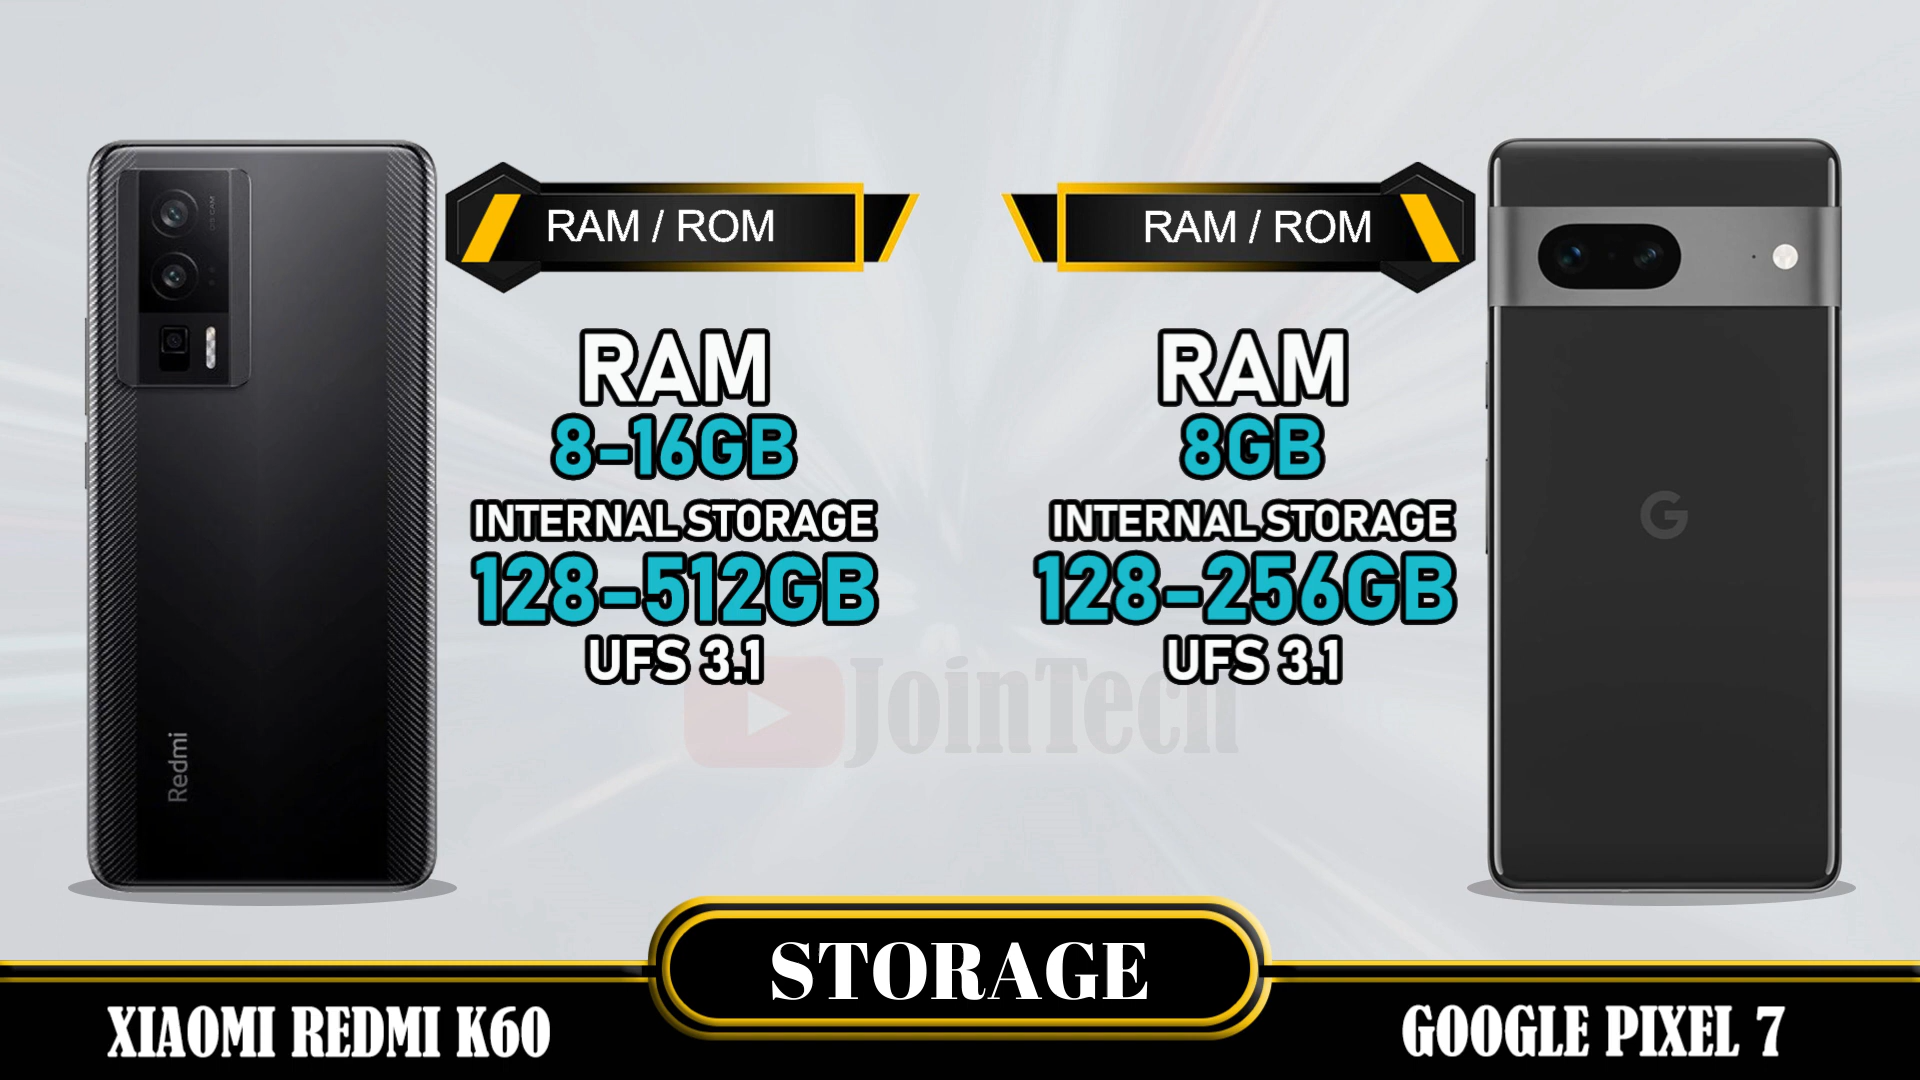 RAM / ROM
RAM
8-16GB
INTERNAL STORAGE
128-512GB
UFS 3.1
RAM / ROM
RAM
8GB
INTERNAL STORAGE
128-256GB
UFS 3.1
JoinTech
Redmi
G
STORAGE
XIAOMI REDMI K60
GOOGLE PIXEL 7